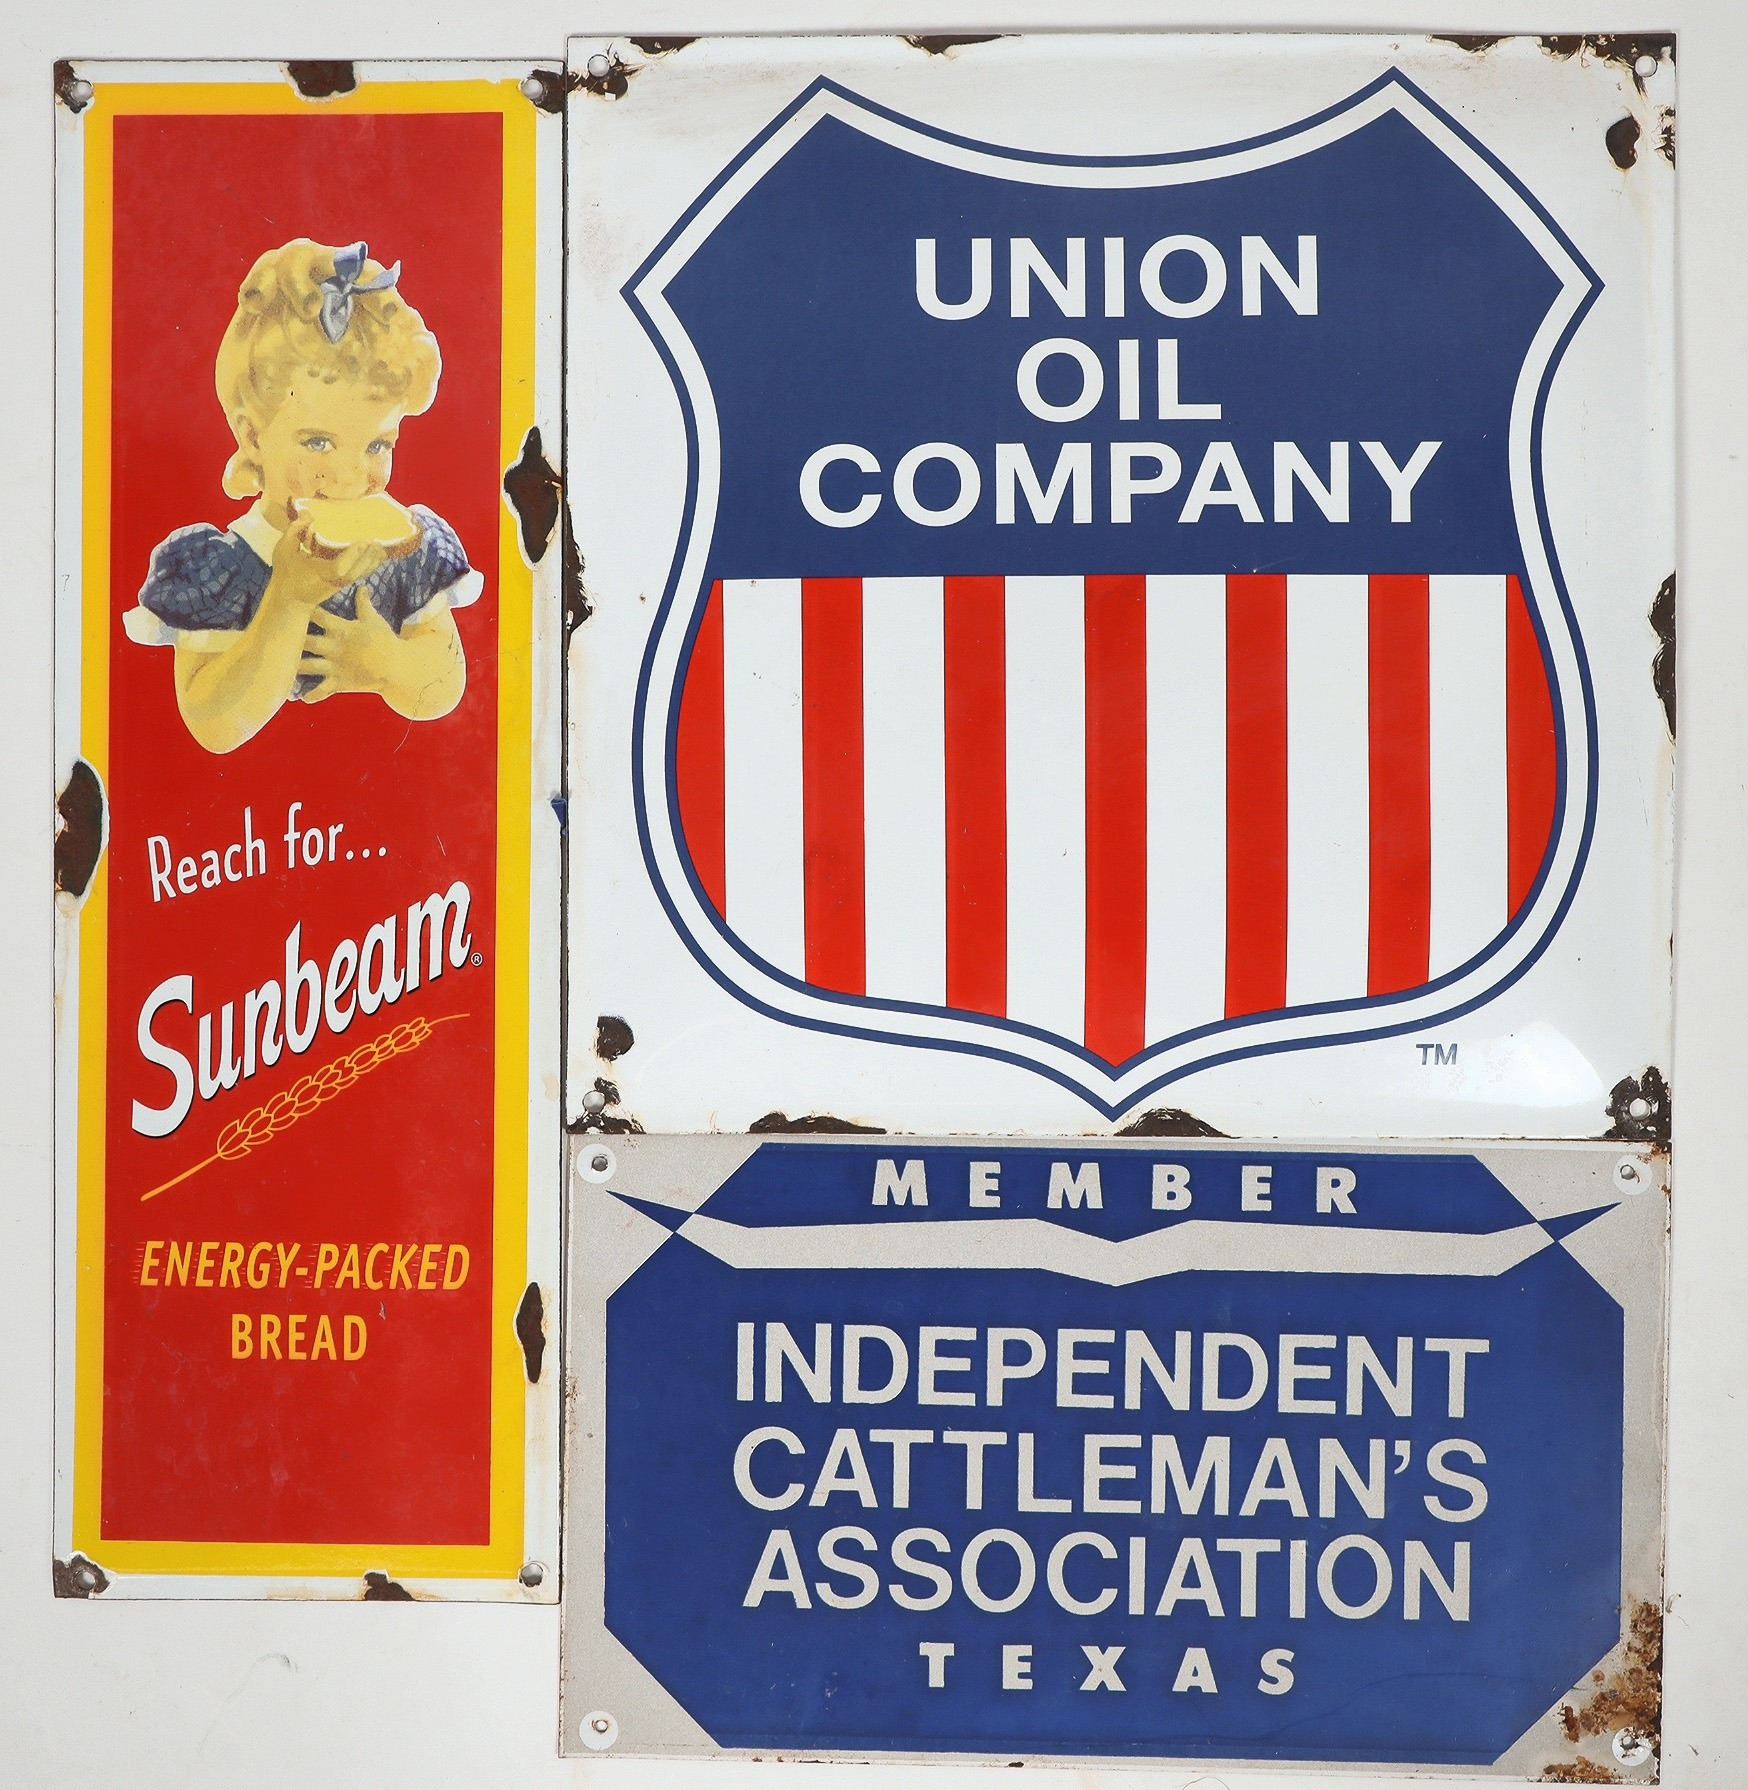 Reach for...
Sunbeam®
ENERGY-PACKED
BREAD
UNION
OIL
COMPANY
TM
MEMBER
INDEPENDENT
CATTLEMAN'S
ASSOCIATION
TEXAS